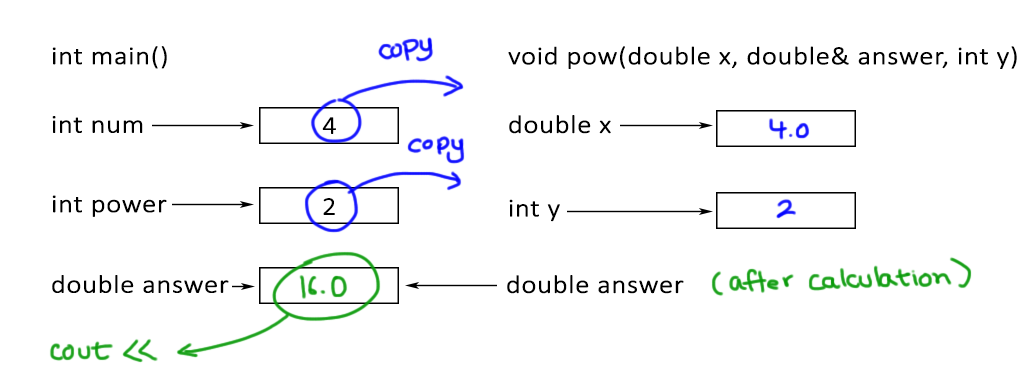 int main()
copy
void pow(double x, double& answer, int y)
int num
4
double x
4.0
copy
int power
2
int y
2
double answer
16.0
double answer
(after calculation)
cout <<